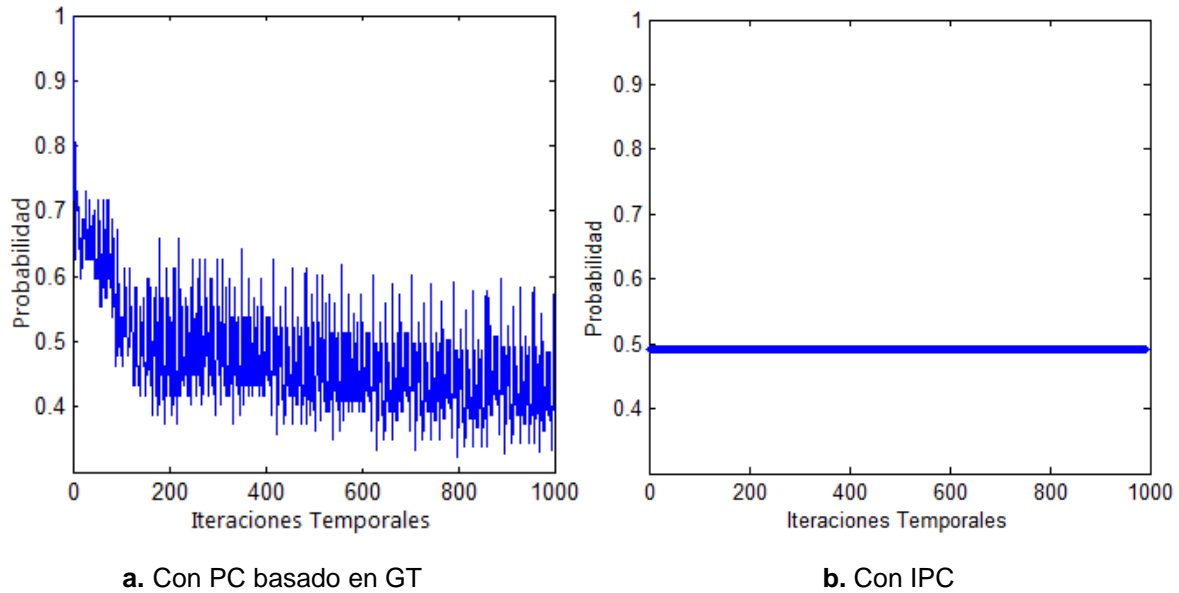 1
0.9
0.8
0.7
0.6
0.5
0.4
Probabilidad
0 200 400 600 800 1000
Iteraciones Temporales
a. Con PC basado en GT
1
0.9
0.8
0.7
0.6
0.5
0.4
Probabilidad
0 200 400 600 800 1000
Iteraciones Temporales
b. Con IPC